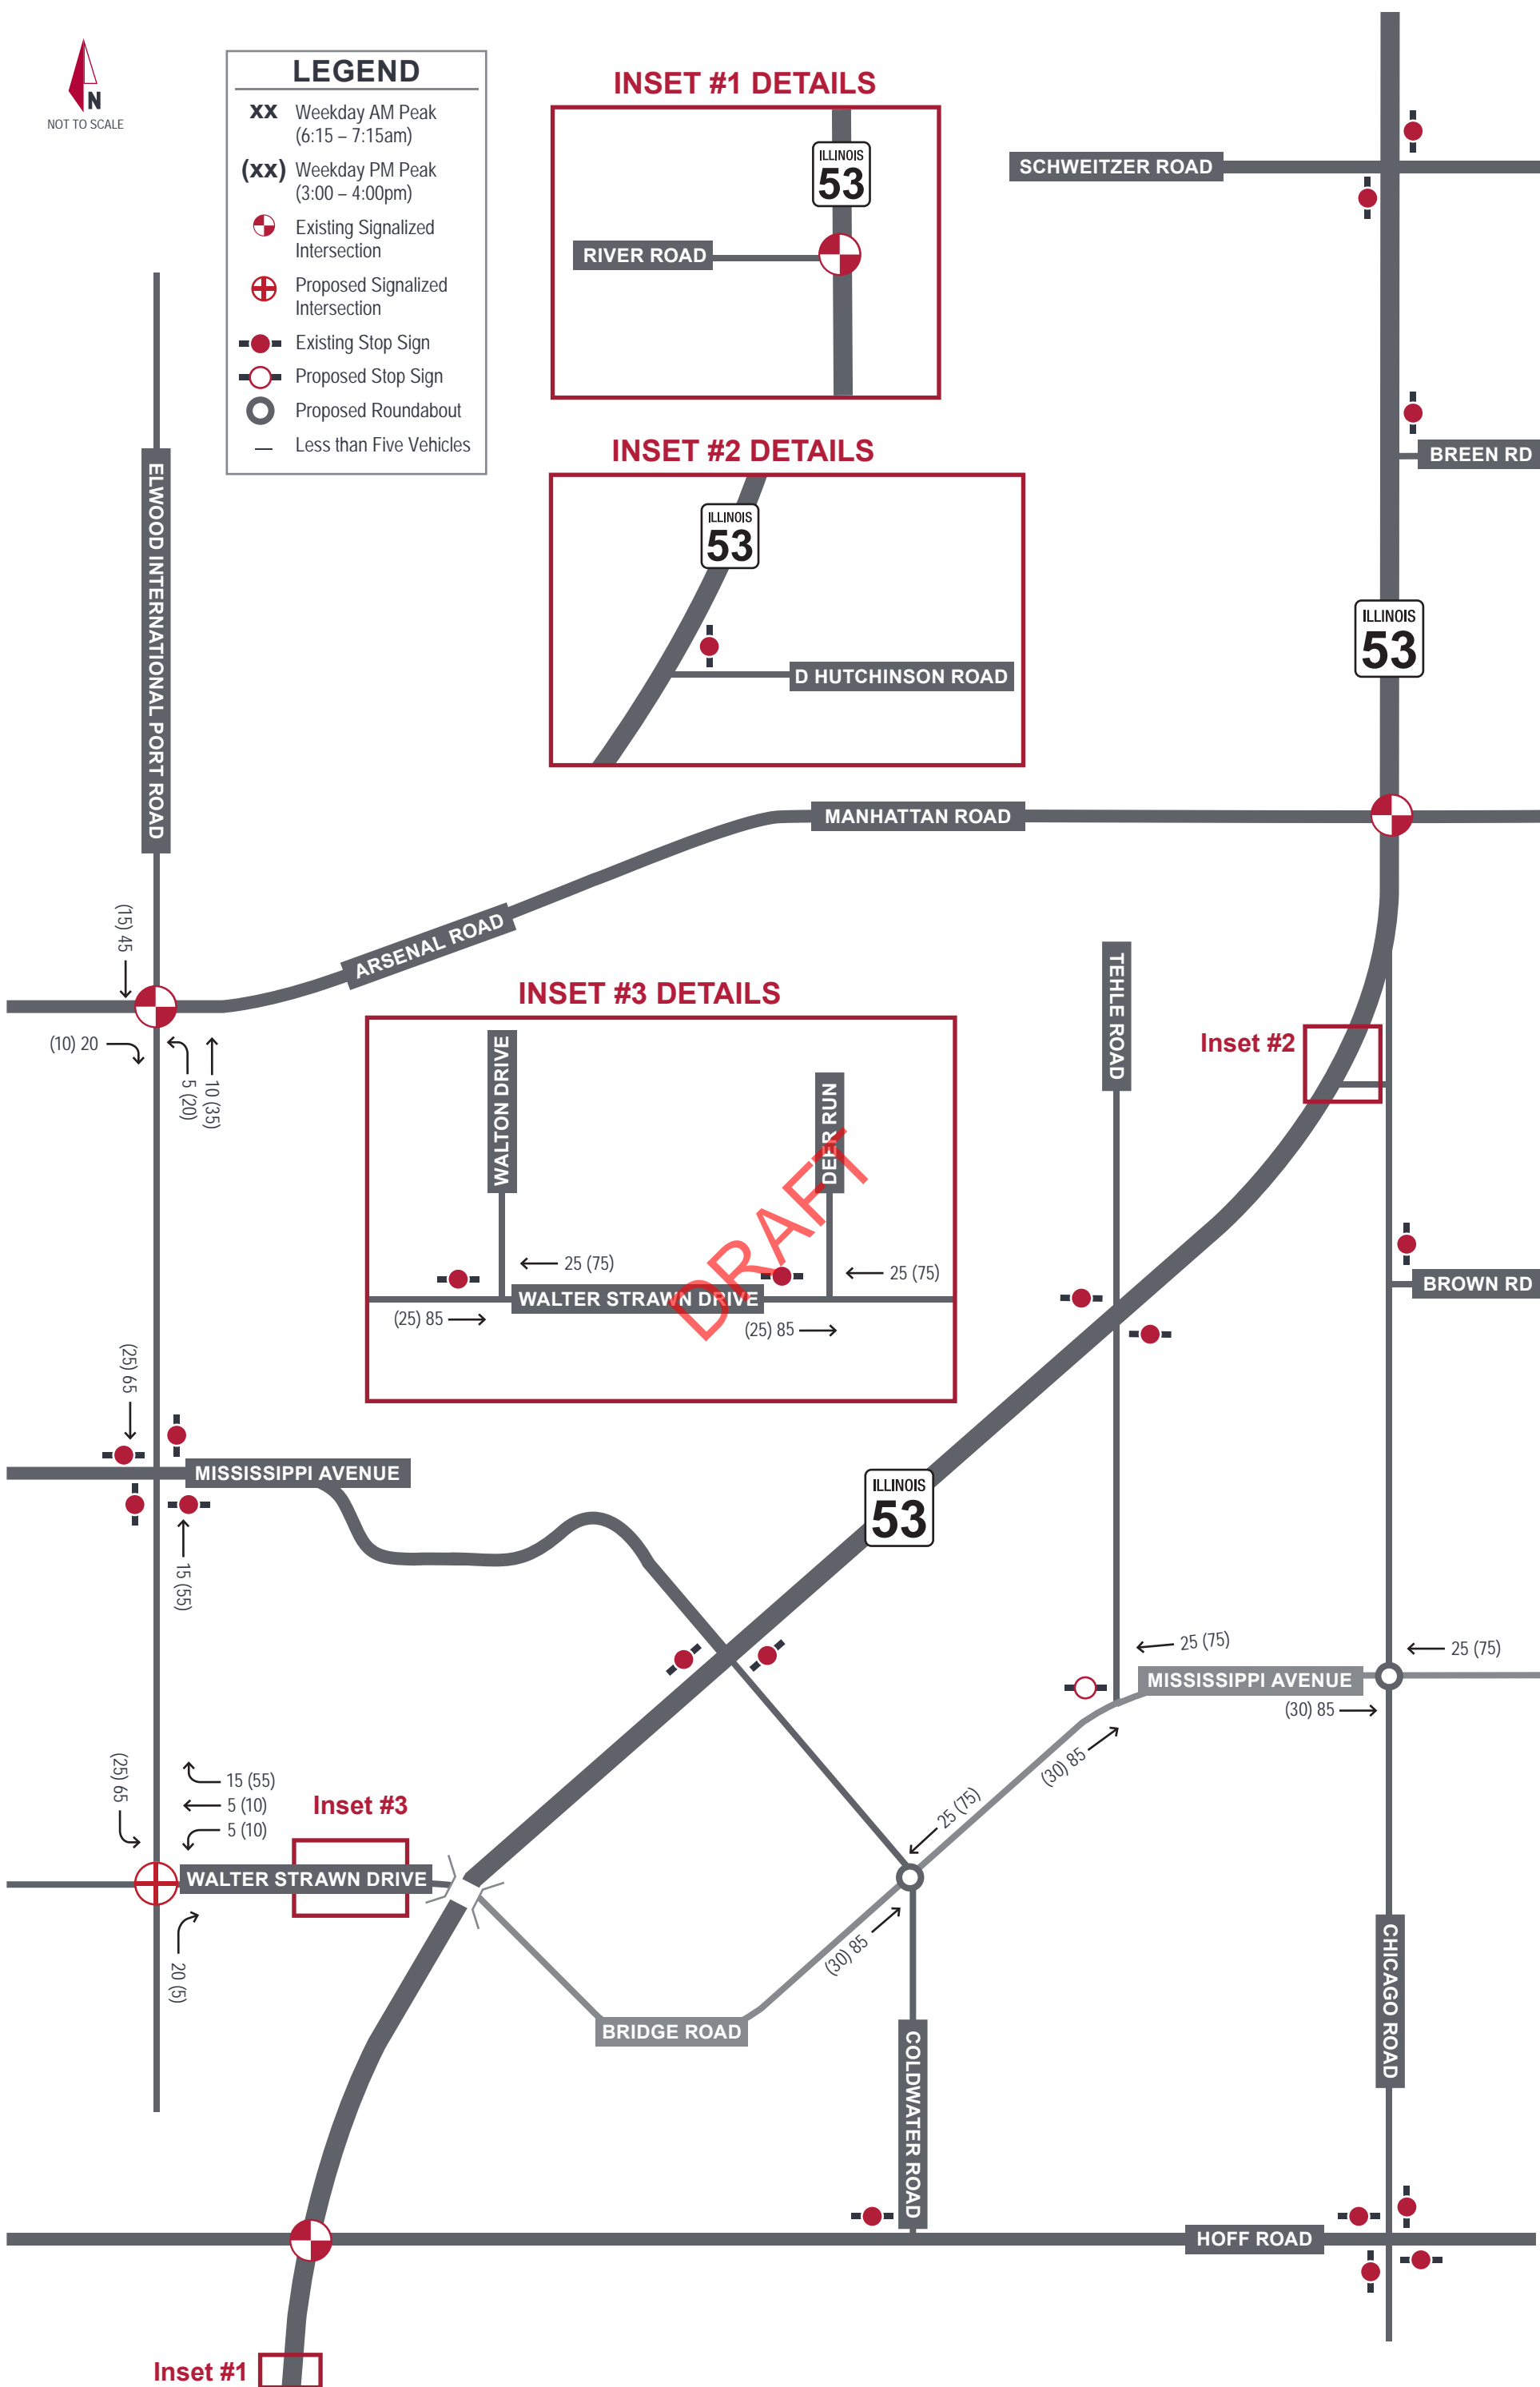 N
NOT TO SCALE
LEGEND
xx Weekday AM Peak
(6:15 – 7:15am)
(xx) Weekday PM Peak
(3:00 – 4:00pm)
Existing Signalized
Intersection
Proposed Signalized
Intersection
Existing Stop Sign
Proposed Stop Sign
Proposed Roundabout
Less than Five Vehicles
INSET #1 DETAILS
ILLINOIS
53
RIVER ROAD
INSET #2 DETAILS
ILLINOIS
53
D HUTCHINSON ROAD
SCHWEITZER ROAD
BREEN RD
ILLINOIS
53
ELWOOD INTERNATIONAL PORT ROAD
MANHATTAN ROAD
ARSENAL ROAD
(15) 45
(10) 20
5 (20)
10 (35)
INSET #3 DETAILS
WALTON DRIVE
DEER RUN
25 (75)
25 (75)
WALTER STRAWN DRIVE
(25) 85
(25) 85
DRAFT
TEHLE ROAD
Inset #2
BROWN RD
(25) 65
MISSISSIPPI AVENUE
15 (55)
ILLINOIS
53
25 (75)
25 (75)
MISSISSIPPI AVENUE
(30) 85
(30) 85
25 (75)
(25) 65
15 (55)
5 (10)
5 (10)
Inset #3
WALTER STRAWN DRIVE
20 (5)
(30) 85
BRIDGE ROAD
COLDWATER ROAD
CHICAGO ROAD
HOFF ROAD
Inset #1